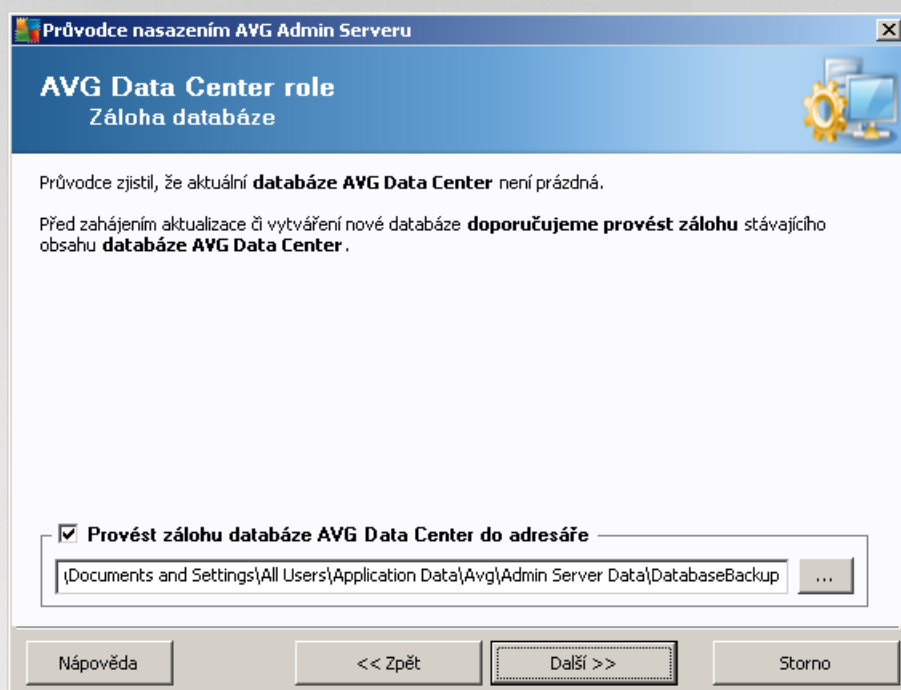 Průvodce nasazením AVG Admin Serveru
AVG Data Center role
Záloha databáze
Průvodce zjistil, že aktuální databáze AVG Data Center není prázdná.
Před zahájením aktualizace či vytváření nové databáze doporučujeme provést zálohu stávajícího
obsahu databáze AVG Data Center.
Provést zálohu databáze AVG Data Center do adresáře
\Documents and Settings\All Users\Application Data\Avg\Admin Server Data\DatabaseBackup
...
Nápověda
<< Zpět
Další >>
Storno